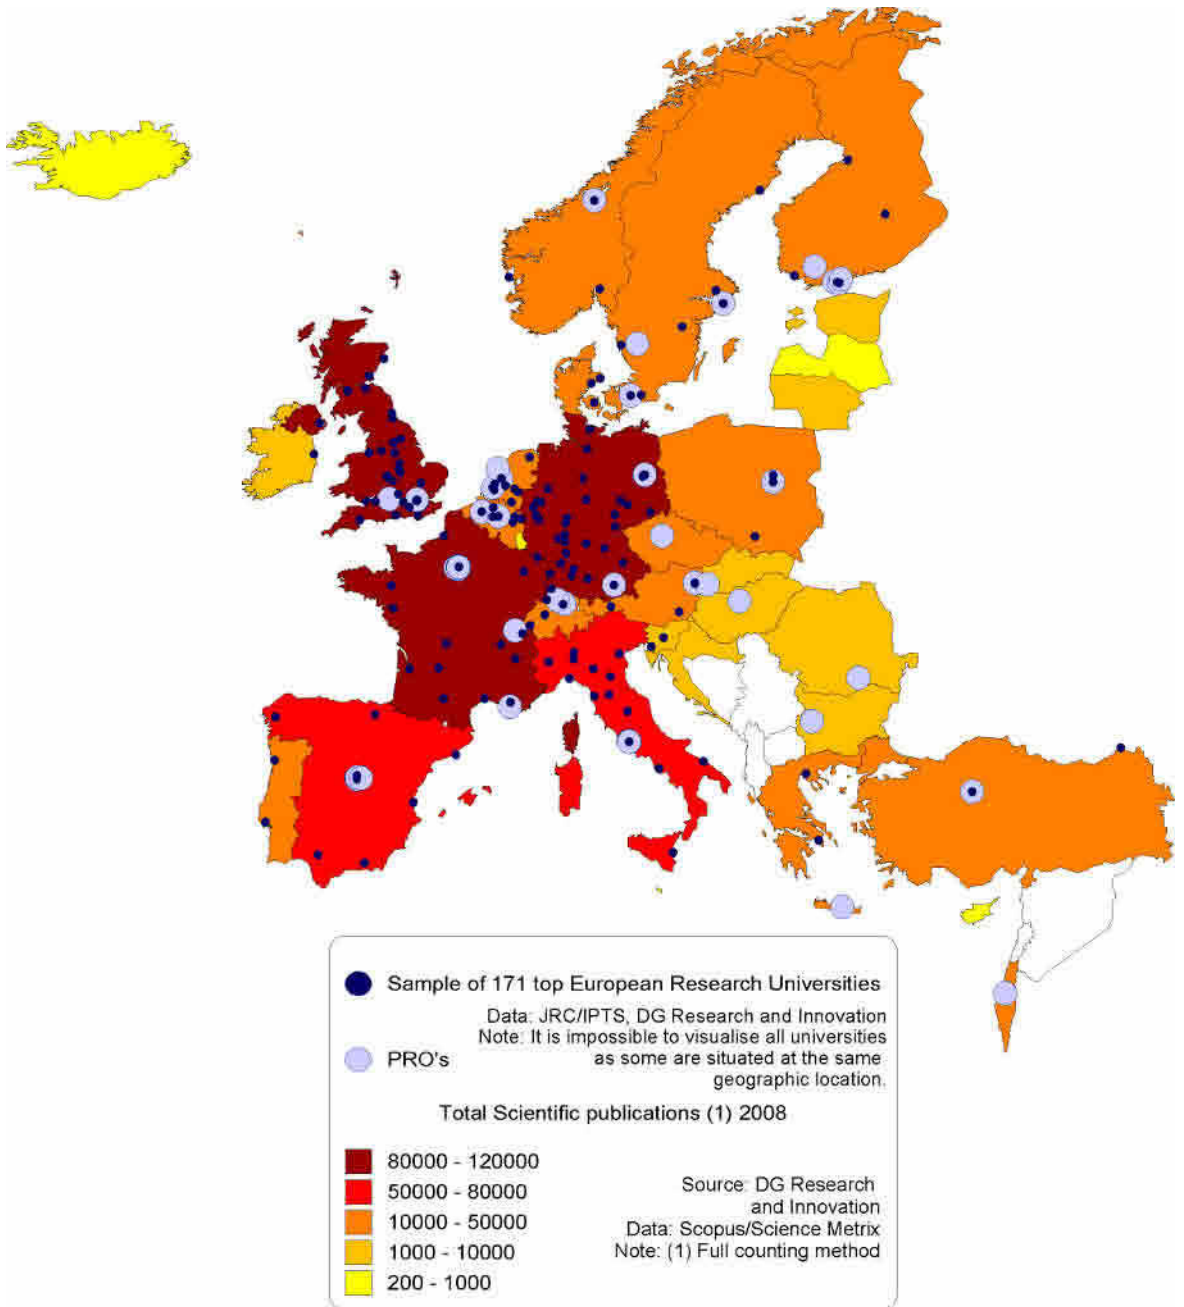 Sample of 171 top European Research Universities
Data: JRC/IPTS, DG Research and Innovation
Note: It is impossible to visualise all universities
as some are situated at the same
geographic location.
PRO's
Total Scientific publications (1) 2008
80000 - 120000
50000 - 80000
10000 - 50000
1000 - 10000
200 - 1000
Source: DG Research
and Innovation
Data: Scopus/Science Metrix
Note: (1) Full counting method